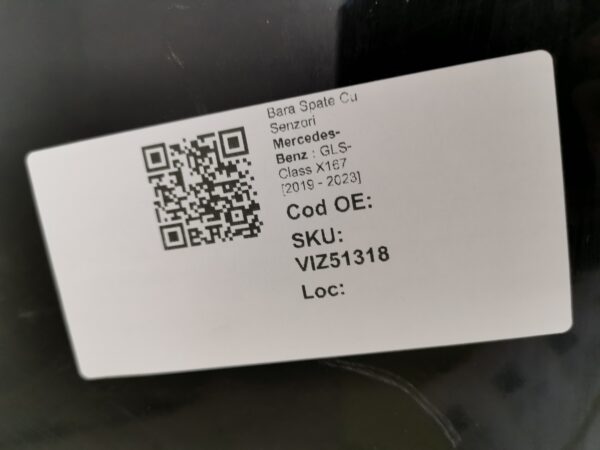 Bara Spate Cu
Senzori
Mercedes-
Benz : GLS-
Class X167
[2019 - 2023]
Cod OE:
SKU:
VIZ51318
Loc: